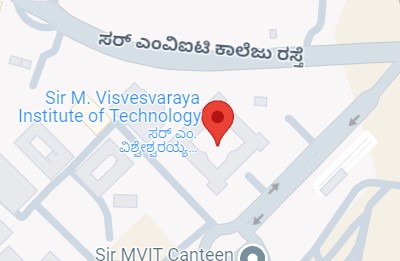 ಸರ್ ಎಂವಿಐಟಿ ಕಾಲೆಜು ರಸ್ತೆ
Sir M. Visvesvaraya
Institute of Technology
ಸರ್ ಎಂ.
ವಿಶ್ವೇಶ್ವರಯ್ಯ...
Sir MVIT Canteen